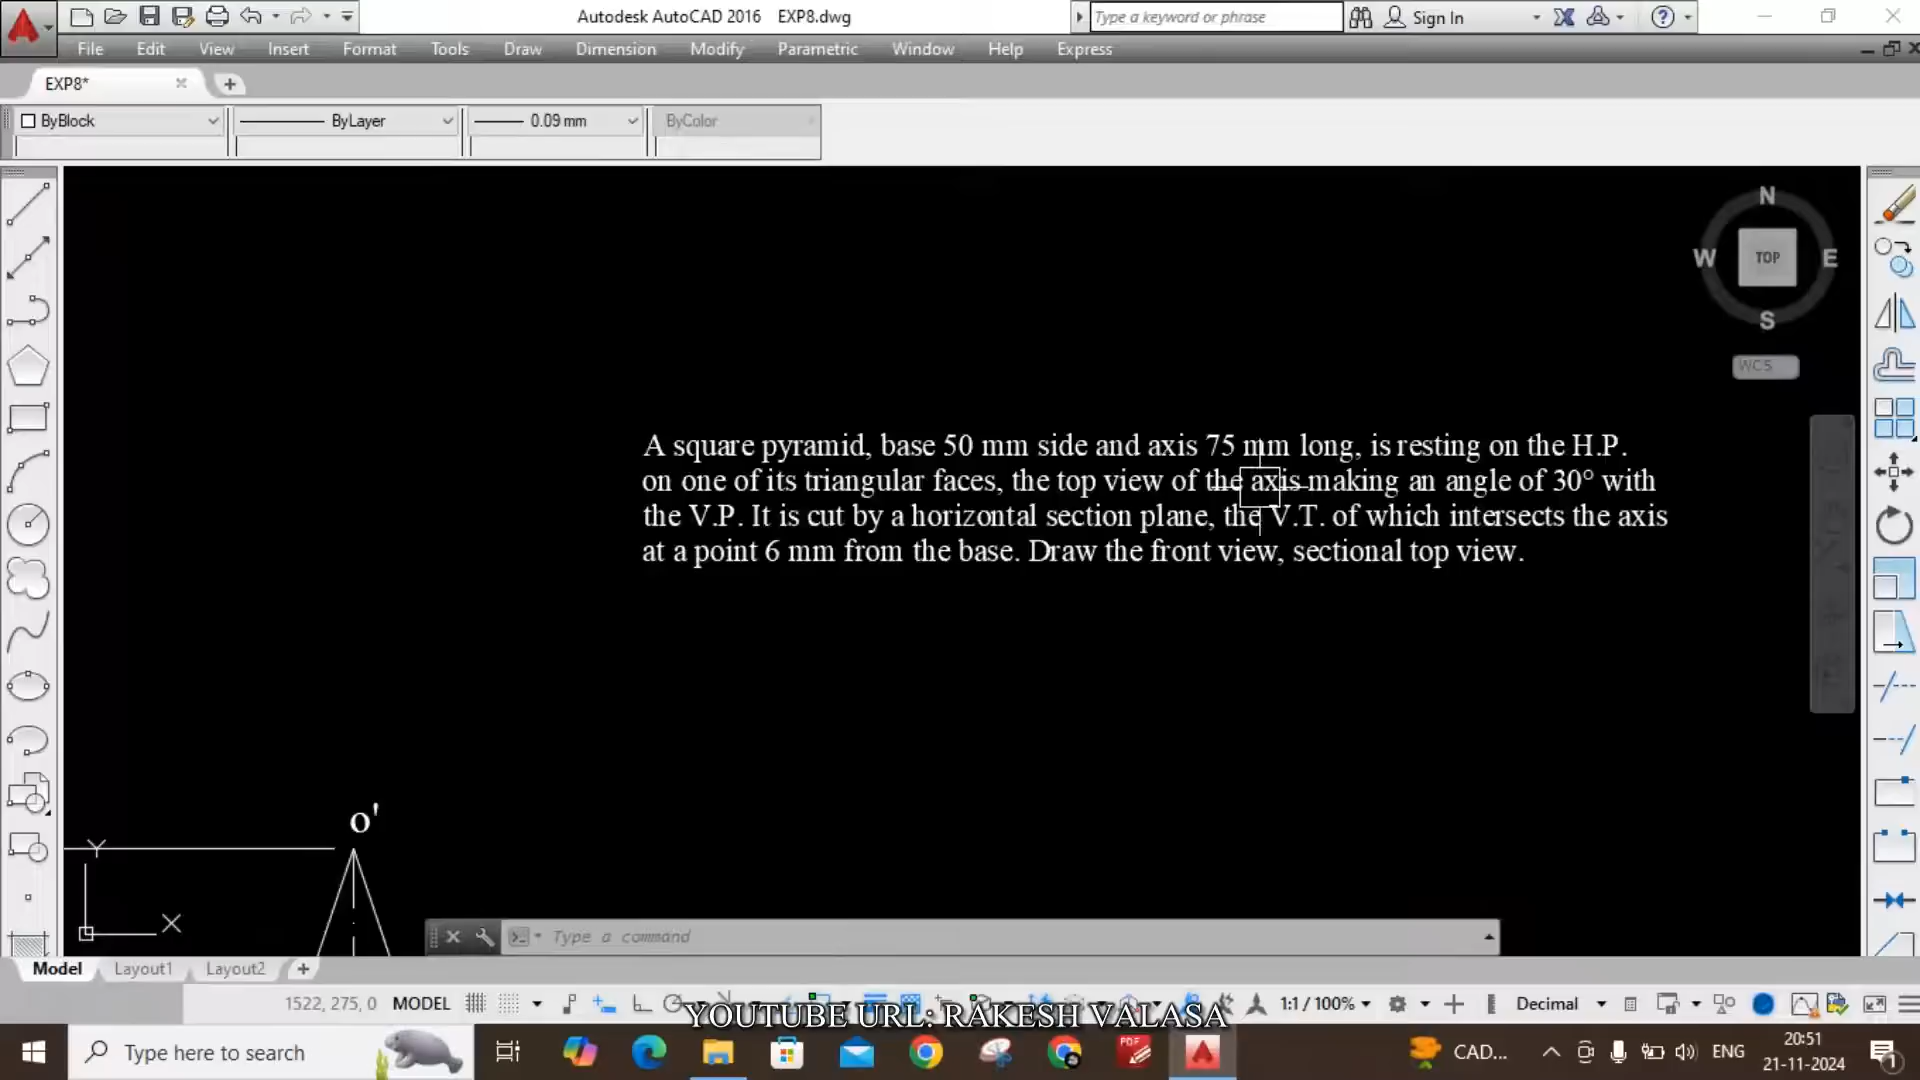 Autodesk AutoCAD 2016 EXP8.dwg
Type a keyword or phrase
Sign In
File Edit View Insert Format Tools Draw Dimension Modify Parametric Window Help Express
EXP8*
ByBlock
ByLayer
0.09 mm
ByColor
N
W TOP E
S
WCS
A square pyramid, base 50 mm side and axis 75 mm long, is resting on the H.P.
on one of its triangular faces, the top view of the axis making an angle of 30° with
the V.P. It is cut by a horizontal section plane, the V.T. of which intersects the axis
at a point 6 mm from the base. Draw the front view, sectional top view.
o'
Y
X
Type a command
Model Layout1 Layout2
1522, 275, 0 MODEL
1:1 / 100%
Decimal
YOUTUBE URL: RAKESH VALASA
Type here to search
PDF
CAD...
ENG
20:51
21-11-2024
1